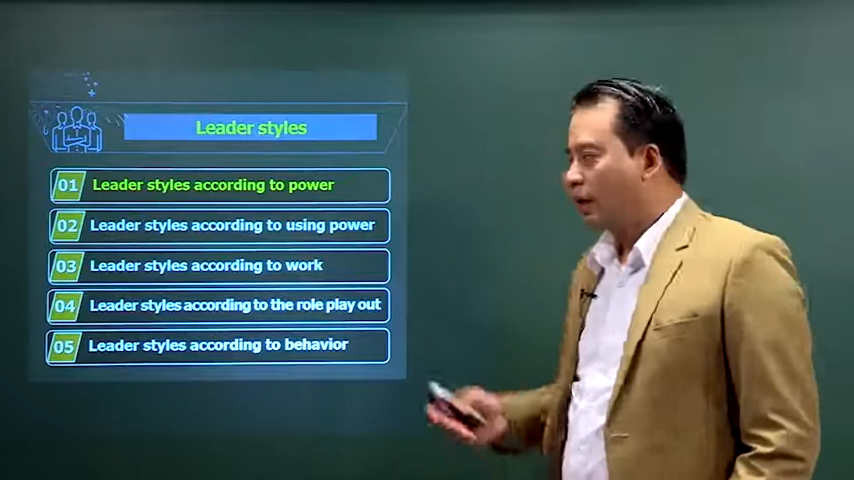 Leader styles
01 Leader styles according to power
02 Leader styles according to using power
03 Leader styles according to work
04 Leader styles according to the role play out
05 Leader styles according to behavior